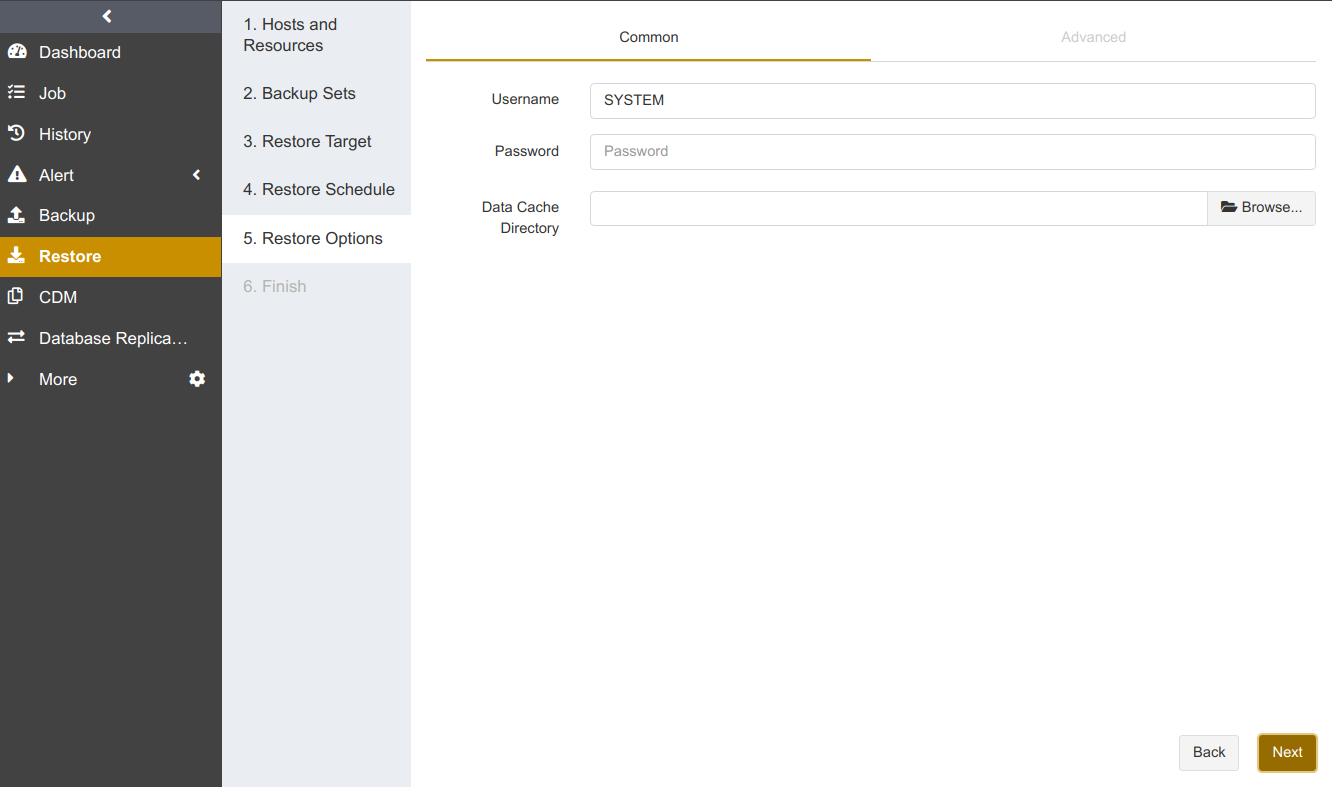 Dashboard
Job
History
Alert
Backup
Restore
CDM
Database Replica…
More
1. Hosts and
Resources
2. Backup Sets
3. Restore Target
4. Restore Schedule
5. Restore Options
6. Finish
Common
Advanced
Username
SYSTEM
Password
Password
Data Cache
Directory
Browse...
Back
Next